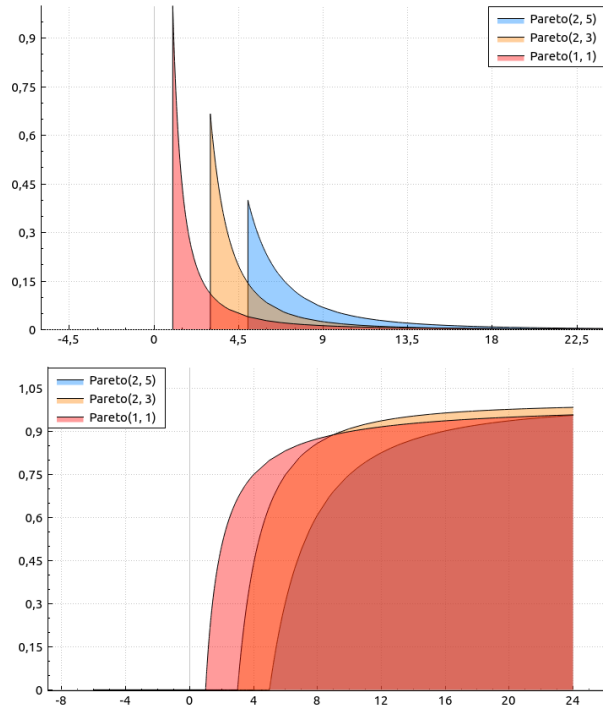 Pareto(2, 5)
Pareto(2, 3)
Pareto(1, 1)
0,9
0,75
0,6
0,45
0,3
0,15
0
-4,5 0 4,5 9 13,5 18 22,5
Pareto(2, 5)
Pareto(2, 3)
Pareto(1, 1)
1,05
0,9
0,75
0,6
0,45
0,3
0,15
0
-8 -4 0 4 8 12 16 20 24